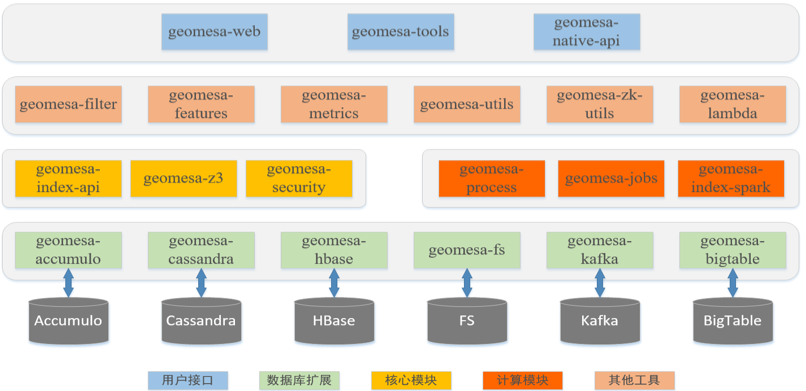 geomesa-web
geomesa-tools
geomesa-
native-api
geomesa-filter
geomesa-
features
geomesa-
metrics
geomesa-utils
geomesa-zk-
utils
geomesa-
lambda
geomesa-
index-api
geomesa-z3
geomesa-
security
geomesa-
process
geomesa-jobs
geomesa-
index-spark
geomesa-
accumulo
geomesa-
cassandra
geomesa-
hbase
geomesa-fs
geomesa-
kafka
geomesa-
bigtable
Accumulo
Cassandra
HBase
FS
Kafka
BigTable
用户接口
数据库扩展
核心模块
计算模块
其他工具